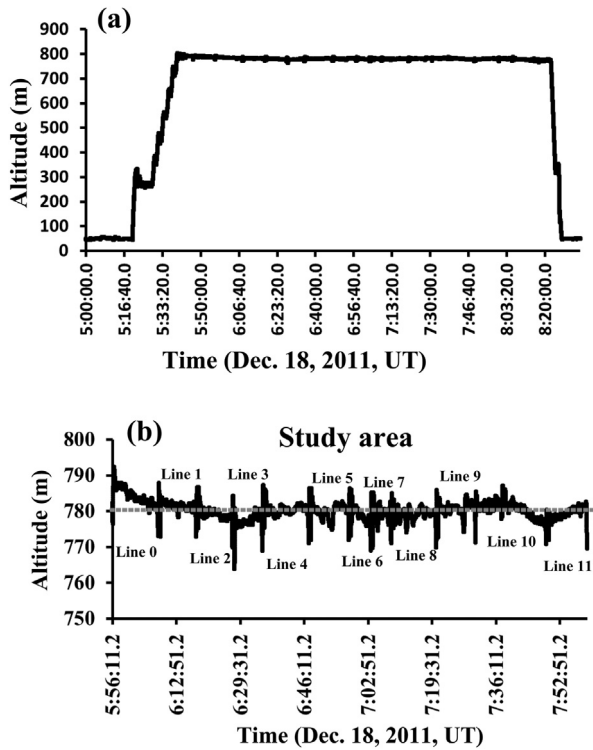 (a)
900
800
700
600
500
400
300
200
100
0
Altitude (m)
5:00:00.0
5:16:40.0
5:33:20.0
5:50:00.0
6:06:40.0
6:23:20.0
6:40:00.0
6:56:40.0
7:13:20.0
7:30:00.0
7:46:40.0
8:03:20.0
8:20:00.0
Time (Dec. 18, 2011, UT)
(b)
Study area
800
790
780
770
760
750
Altitude (m)
Line 1
Line 3
Line 5
Line 7
Line 9
Line 0
Line 2
Line 4
Line 6
Line 8
Line 10
Line 11
5:56:11.2
6:12:51.2
6:29:31.2
6:46:11.2
7:02:51.2
7:19:31.2
7:36:11.2
7:52:51.2
Time (Dec. 18, 2011, UT)